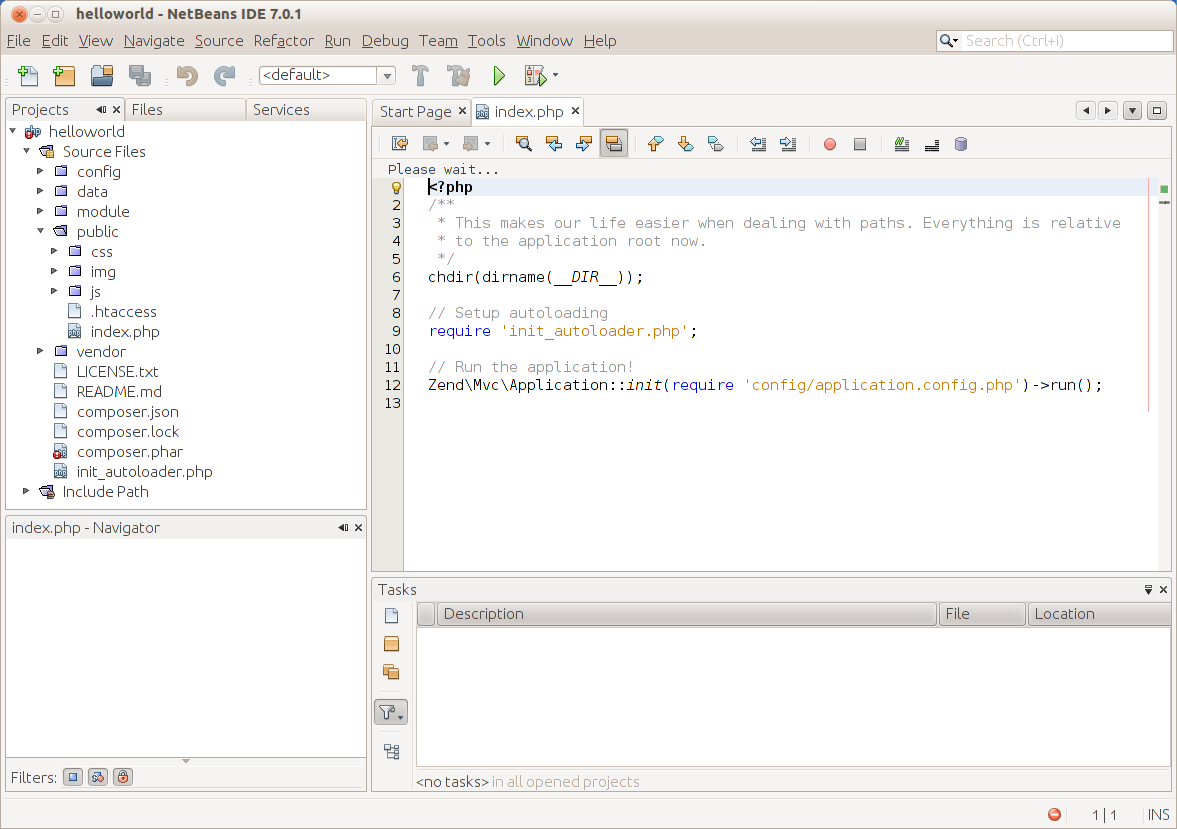 helloworld - NetBeans IDE 7.0.1
File Edit View Navigate Source Refactor Run Debug Team Tools Window Help
Search (Ctrl+I)
<default>
Projects
Files
Services
helloworld
Source Files
config
data
module
public
css
img
js
.htaccess
index.php
vendor
LICENSE.txt
README.md
composer.json
composer.lock
composer.phar
init_autoloader.php
Include Path
index.php - Navigator
Filters:
Start Page
index.php
Please wait...
<?php
2 /**
3 * This makes our life easier when dealing with paths. Everything is relative
4 * to the application root now.
5 */
6 chdir(dirname(__DIR__));
7
8 // Setup autoloading
9 require 'init_autoloader.php';
10
11 // Run the application!
12 Zend\Mvc\Application::init(require 'config/application.config.php')->run();
13
Tasks
Description File Location
<no tasks> in all opened projects
1 | 1 INS